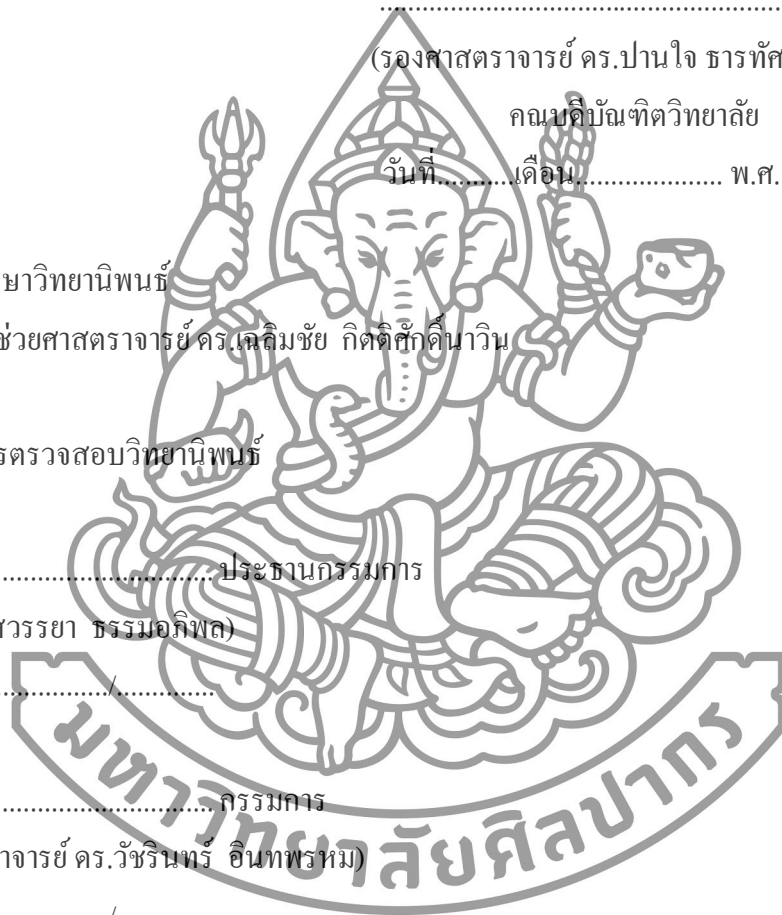 ............................................................
(รองศาสตราจารย์ ดร.ปานใจ ธารทัศ
คณบดีบัณฑิตวิทยาลัย
วันที่...........เดือน.................... พ.ศ.
ษาวิทยานิพนธ์
ช่วยศาสตราจารย์ ดร.เฉลิมชัย กิตติศักดิ์นาวิน
รตรวจสอบวิทยานิพนธ์
............................... ประธานกรรมการ
ศวรรยา ธรรมอภิพล)
................/..............
............................... กรรมการ
าจารย์ ดร.วัชรินทร์ อินทพรหม)
มหาวิทยาลัยศิลปากร